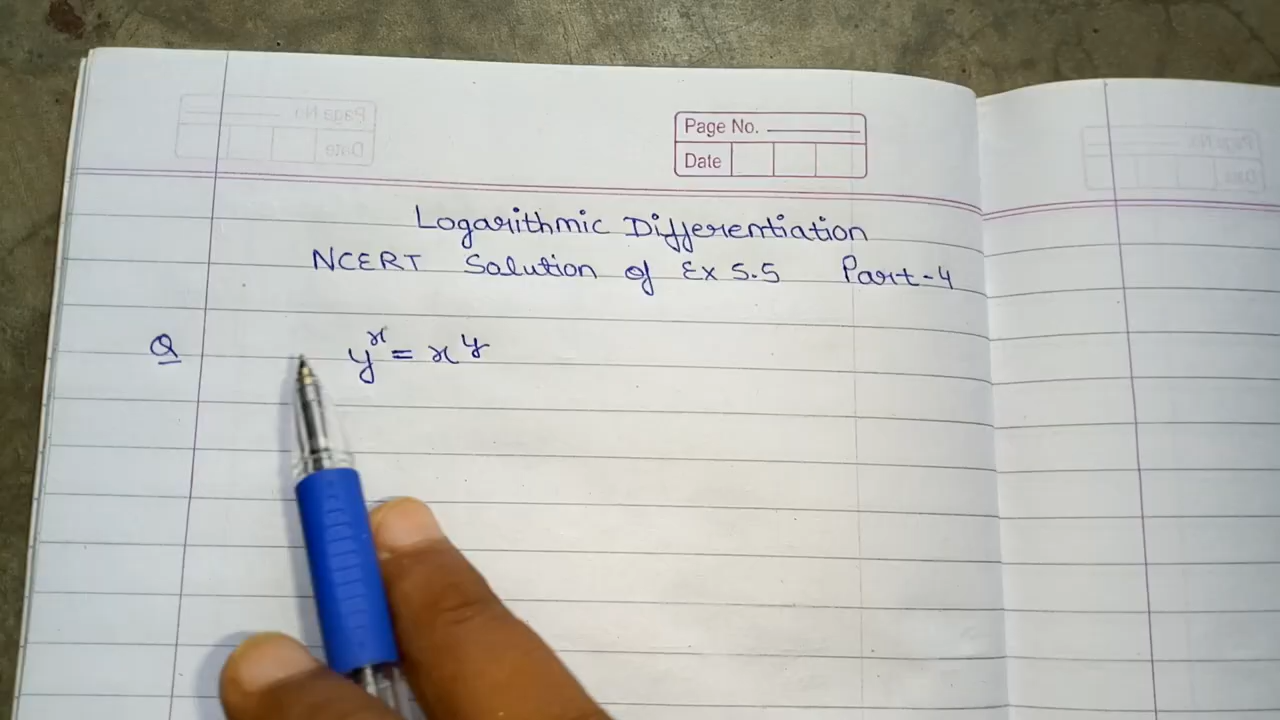 Page No.
Date
Logarithmic Differentiation
NCERT Solution of Ex 5.5 Part-4
Q y^x = x^y